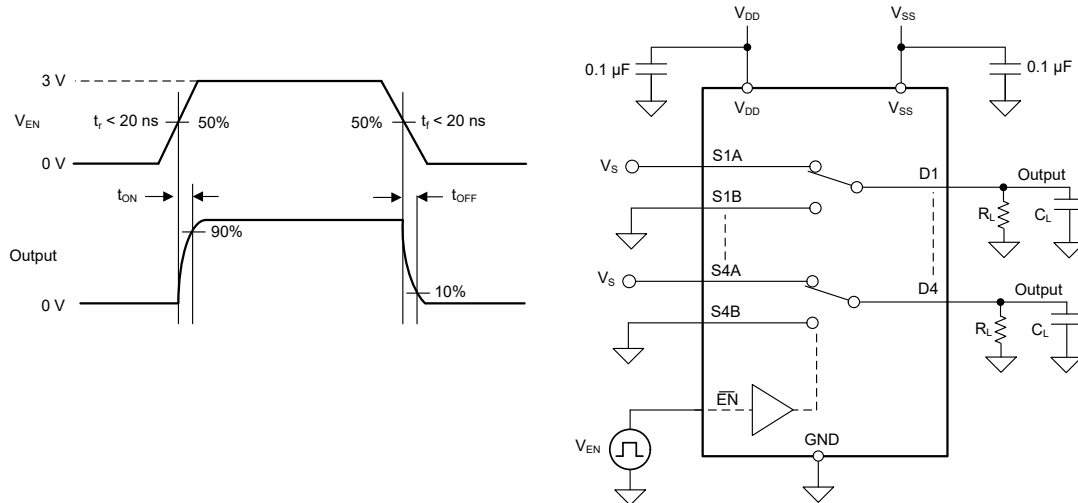 3 V
V_EN
t_r < 20 ns
50%
50%
t_f < 20 ns
0 V
t_ON
t_OFF
90%
Output
10%
0 V
V_DD
V_SS
0.1 µF
0.1 µF
V_DD
V_SS
V_S
S1A
D1
Output
S1B
R_L
C_L
V_S
S4A
D4
Output
S4B
R_L
C_L
E̅N̅
V_EN
GND